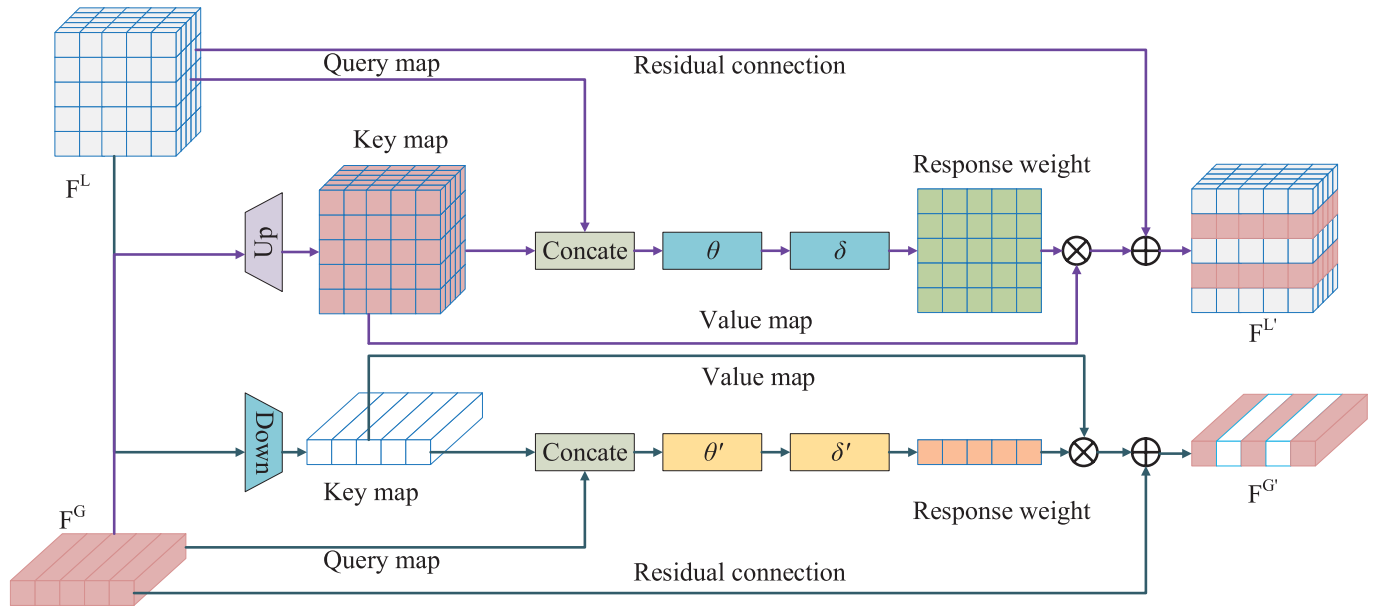 Query map
Residual connection
Key map
Response weight
F^L
Up
Concate
θ
δ
Value map
F^L'
Value map
Down
Concate
θ'
δ'
Key map
F^G'
Response weight
F^G
Query map
Residual connection